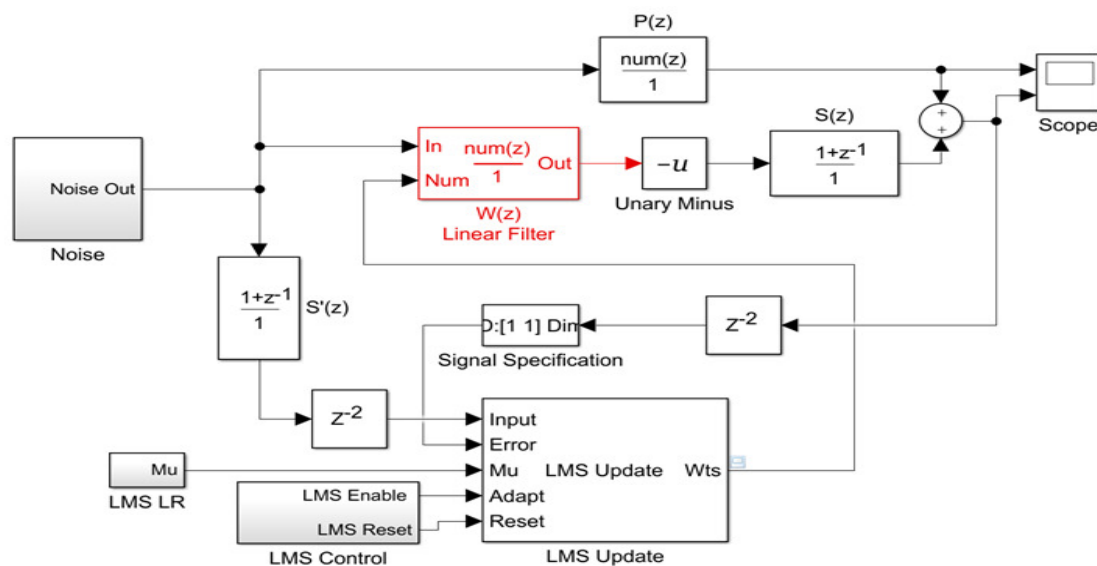 P(z)
num(z)
1
Scope
Noise Out
Noise
In
Num
num(z)
1
Out
W(z)
Linear Filter
-u
Unary Minus
S(z)
1+z-1
1
1+z-1
1
S'(z)
O:[1 1] Dim
Signal Specification
Z-2
Z-2
Mu
LMS LR
LMS Enable
LMS Reset
LMS Control
Input
Error
Mu
Adapt
Reset
LMS Update
Wts
LMS Update